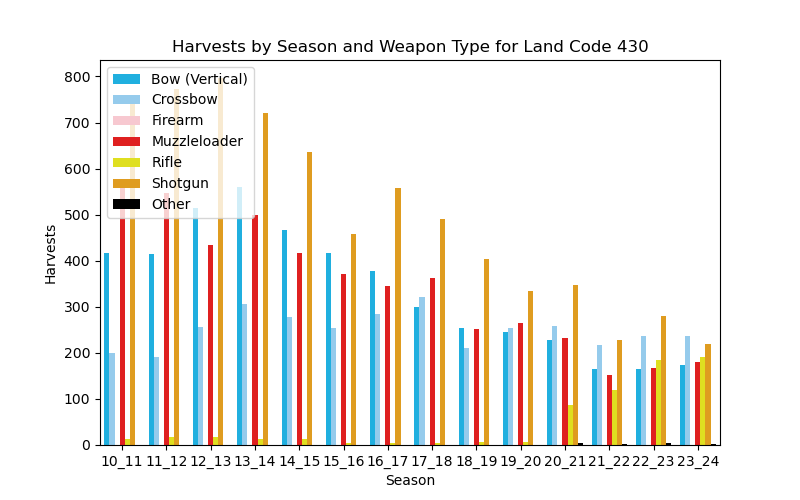 Harvests by Season and Weapon Type for Land Code 430
Bow (Vertical)
Crossbow
Firearm
Muzzleloader
Rifle
Shotgun
Other
Harvests
800
700
600
500
400
300
200
100
0
10_11 11_12 12_13 13_14 14_15 15_16 16_17 17_18 18_19 19_20 20_21 21_22 22_23 23_24
Season